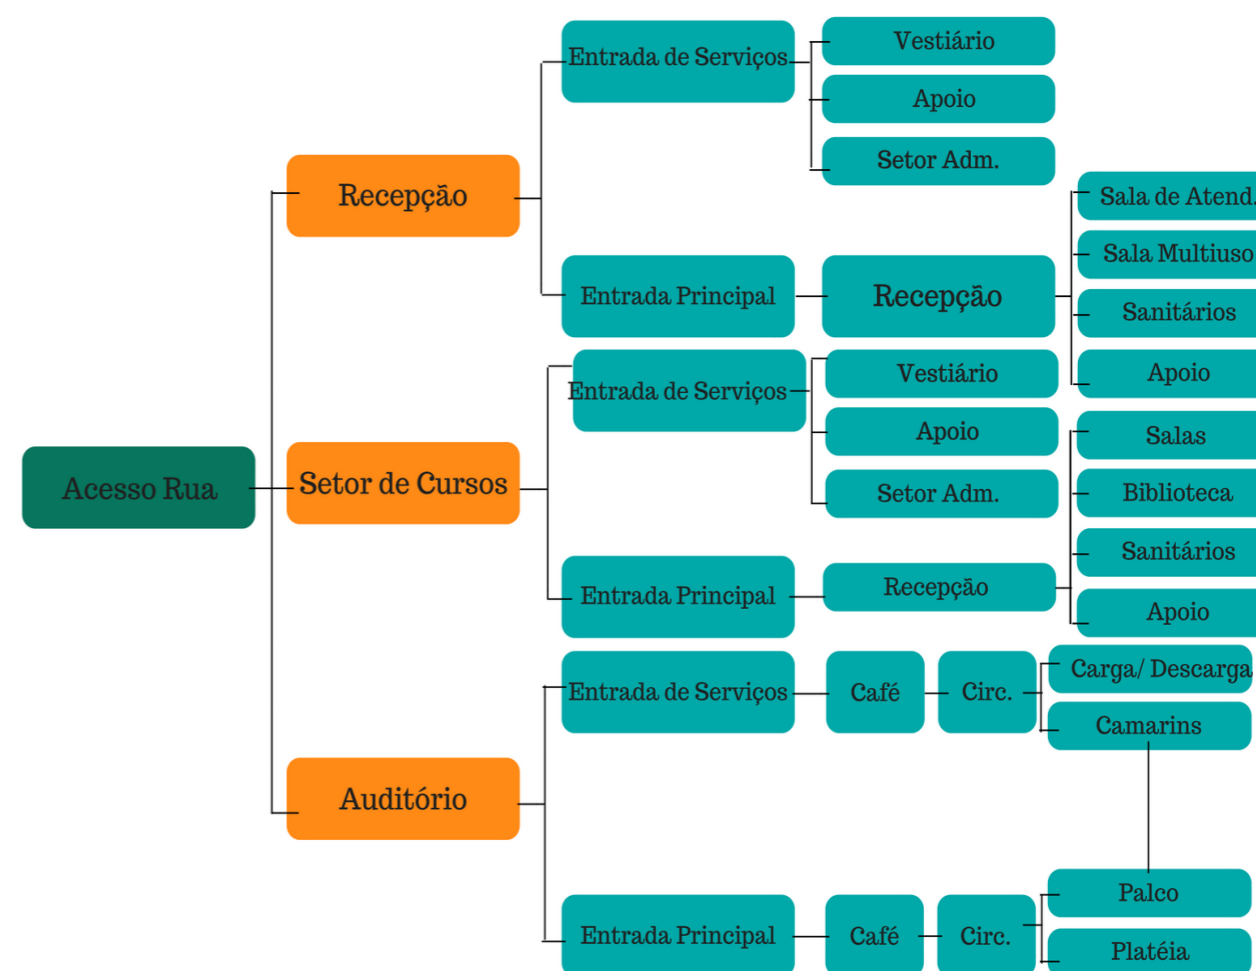 Acesso Rua
Recepção
Entrada de Serviços
Vestiário
Apoio
Setor Adm.
Entrada Principal
Recepção
Sala de Atend.
Sala Multiuso
Sanitários
Apoio
Setor de Cursos
Entrada de Serviços
Vestiário
Apoio
Setor Adm.
Entrada Principal
Recepção
Salas
Biblioteca
Sanitários
Apoio
Auditório
Entrada de Serviços
Café
Circ.
Carga/ Descarga
Camarins
Entrada Principal
Café
Circ.
Palco
Platéia